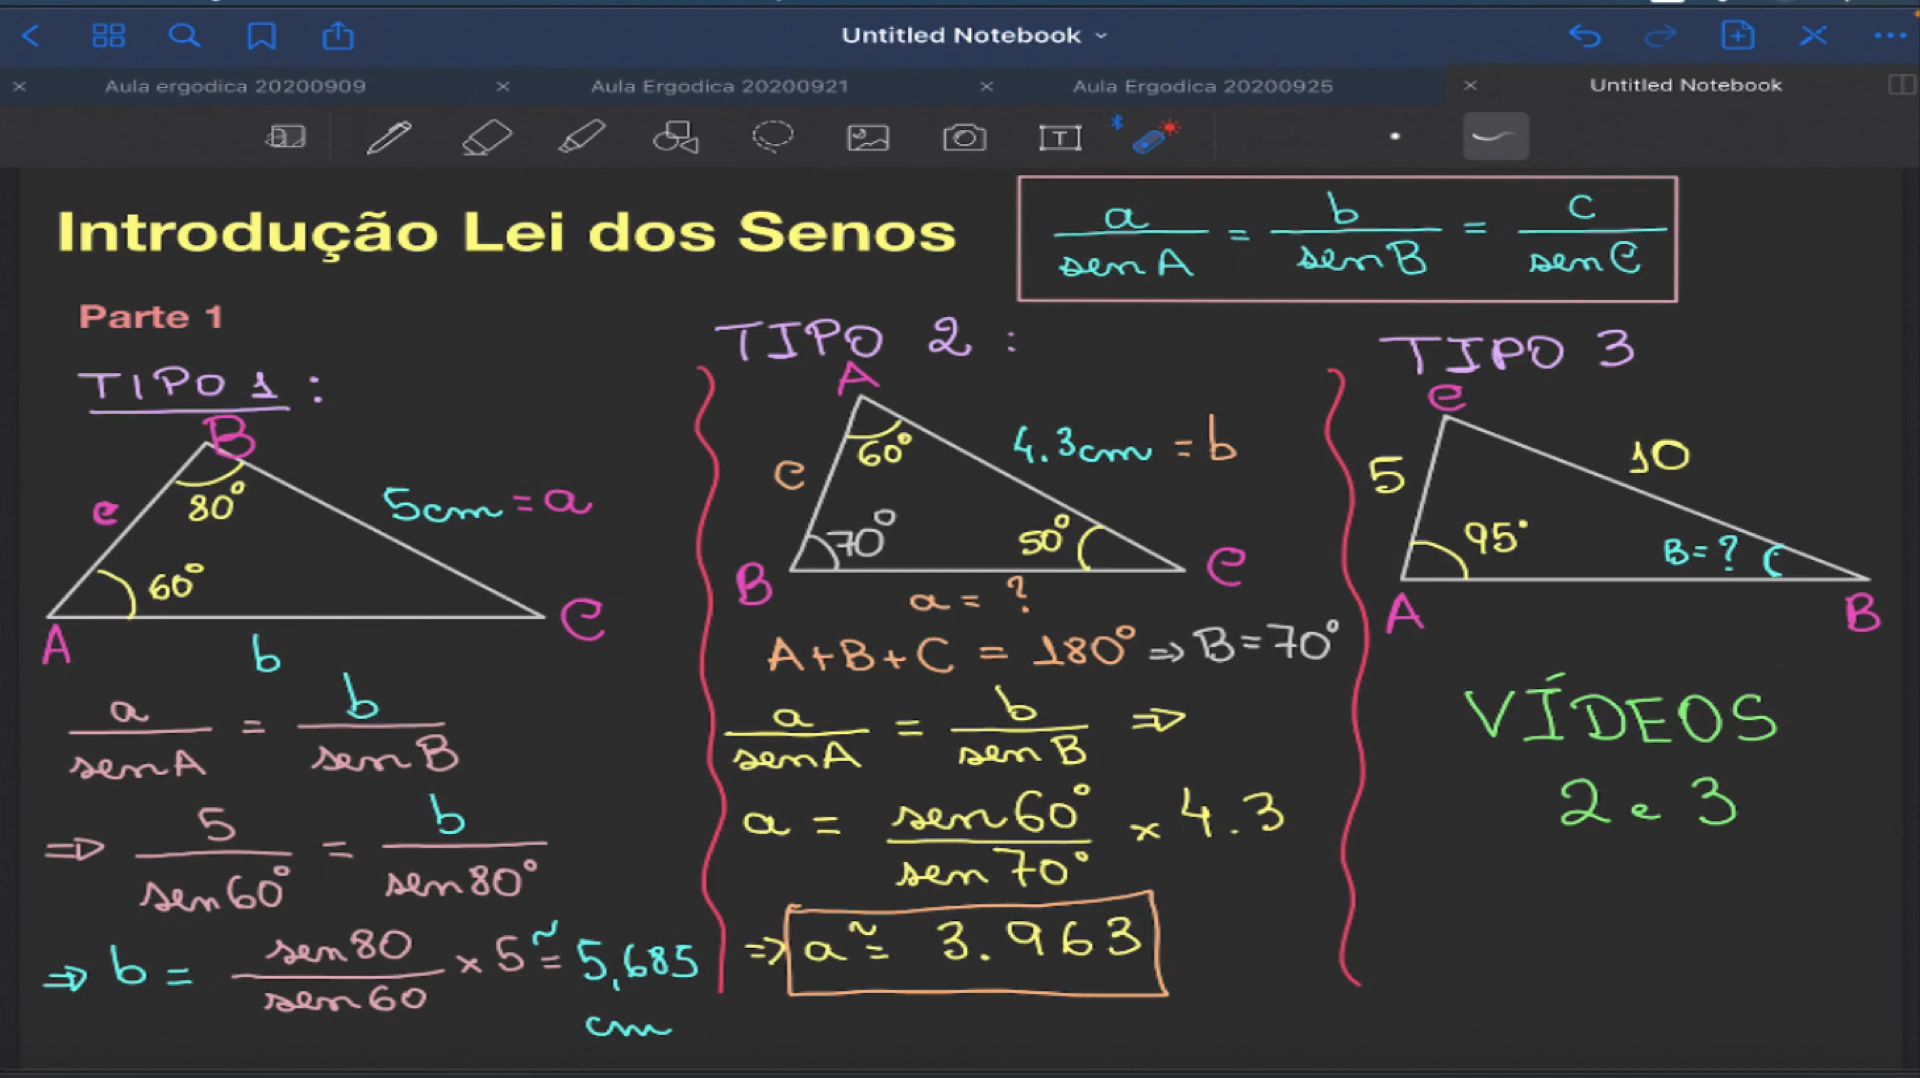 Untitled Notebook
Aula ergodica 20200909
Aula Ergodica 20200921
Aula Ergodica 20200925
Untitled Notebook
T
Introdução Lei dos Senos
a/senA = b/senB = c/senC
Parte 1
TIPO 1:
B
80°
c
5cm = a
60°
A
C
b
a/senA = b/senB
⇒ 5/sen60° = b/sen80°
⇒ b = sen80/sen60 × 5 ≅ 5,685
cm
TIPO 2:
A
60°
4.3cm = b
c
70°
50°
B
C
a = ?
A+B+C = 180° ⇒ B=70°
a/senA = b/senB ⇒
a = sen60°/sen70° × 4.3
⇒ a ≅ 3.963
TIPO 3
C
10
5
95°
B=?
A
B
VÍDEOS
2 e 3